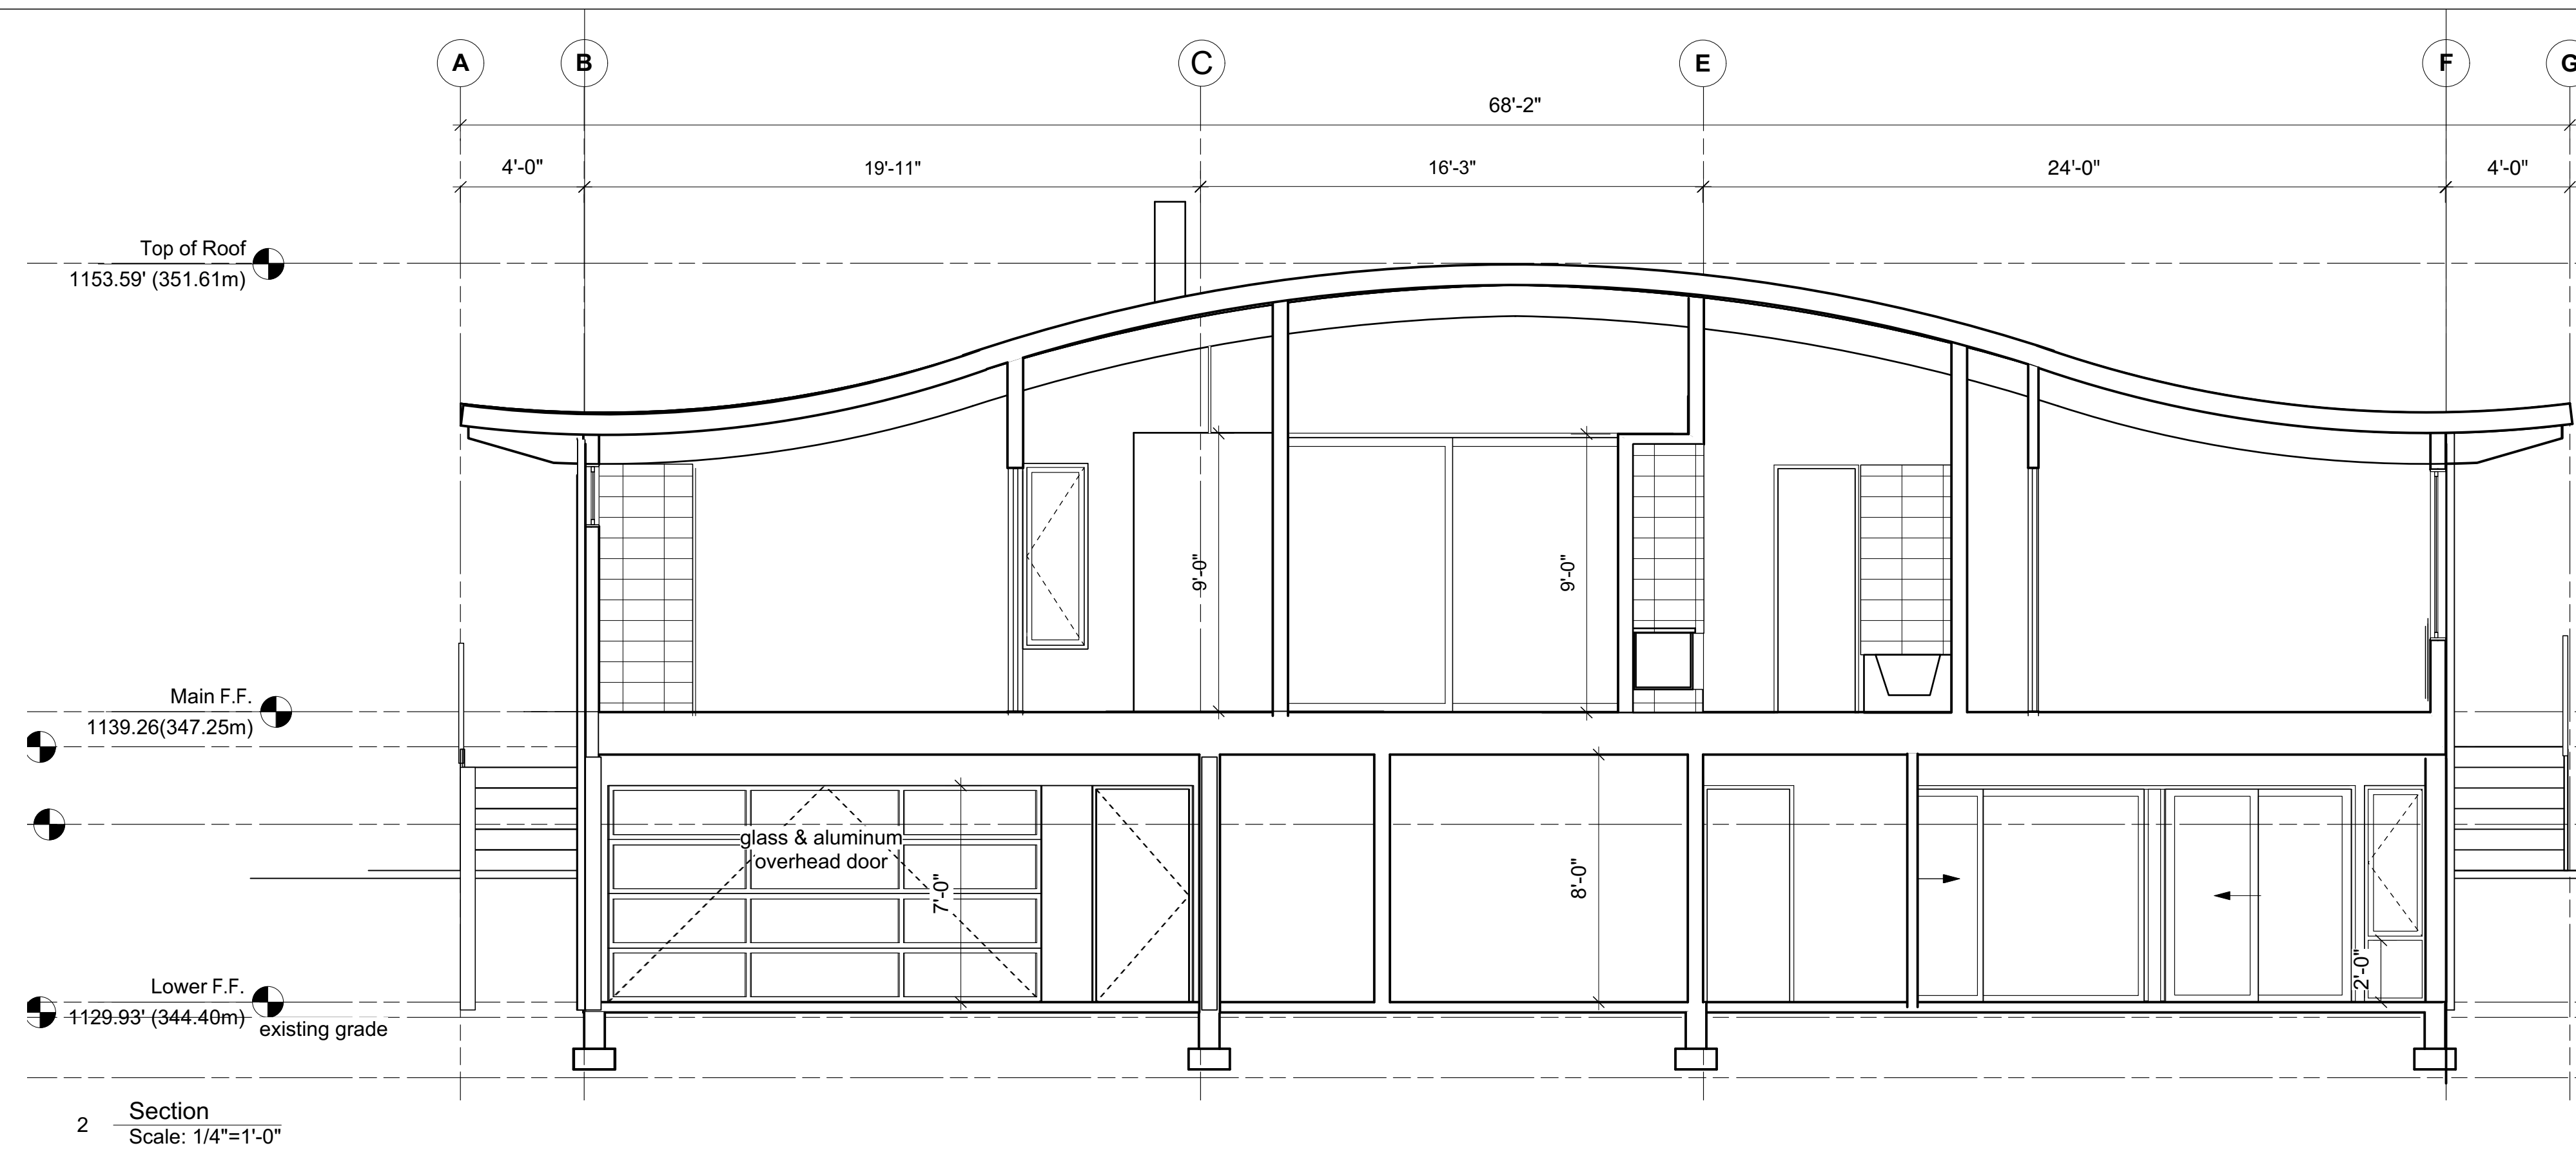 A B C E F G
68'-2"
4'-0" 19'-11" 16'-3" 24'-0" 4'-0"
Top of Roof
1153.59' (351.61m)
9'-0" 9'-0"
Main F.F.
1139.26(347.25m)
glass & aluminum
overhead door
7'-0" 8'-0"
2'-0"
Lower F.F.
1129.93' (344.40m)
existing grade
2 Section
Scale: 1/4"=1'-0"